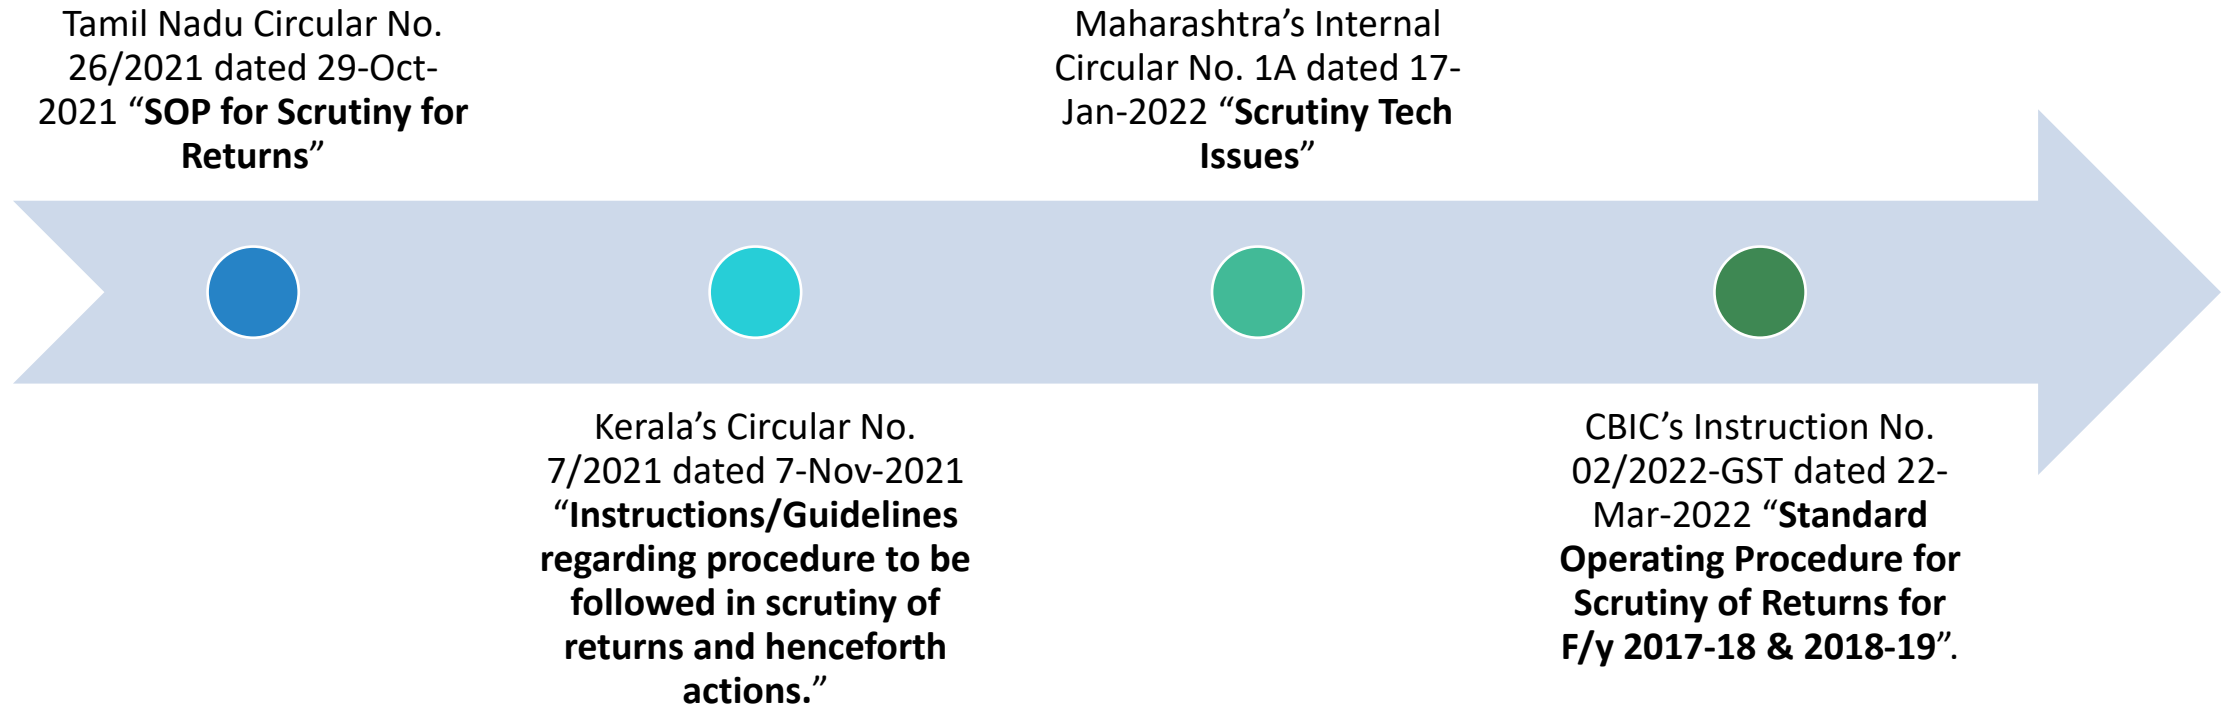 Tamil Nadu Circular No.
26/2021 dated 29-Oct-
2021 “SOP for Scrutiny for
Returns”
Kerala’s Circular No.
7/2021 dated 7-Nov-2021
“Instructions/Guidelines
regarding procedure to be
followed in scrutiny of
returns and henceforth
actions.”
Maharashtra’s Internal
Circular No. 1A dated 17-
Jan-2022 “Scrutiny Tech
Issues”
CBIC’s Instruction No.
02/2022-GST dated 22-
Mar-2022 “Standard
Operating Procedure for
Scrutiny of Returns for
F/y 2017-18 & 2018-19”.